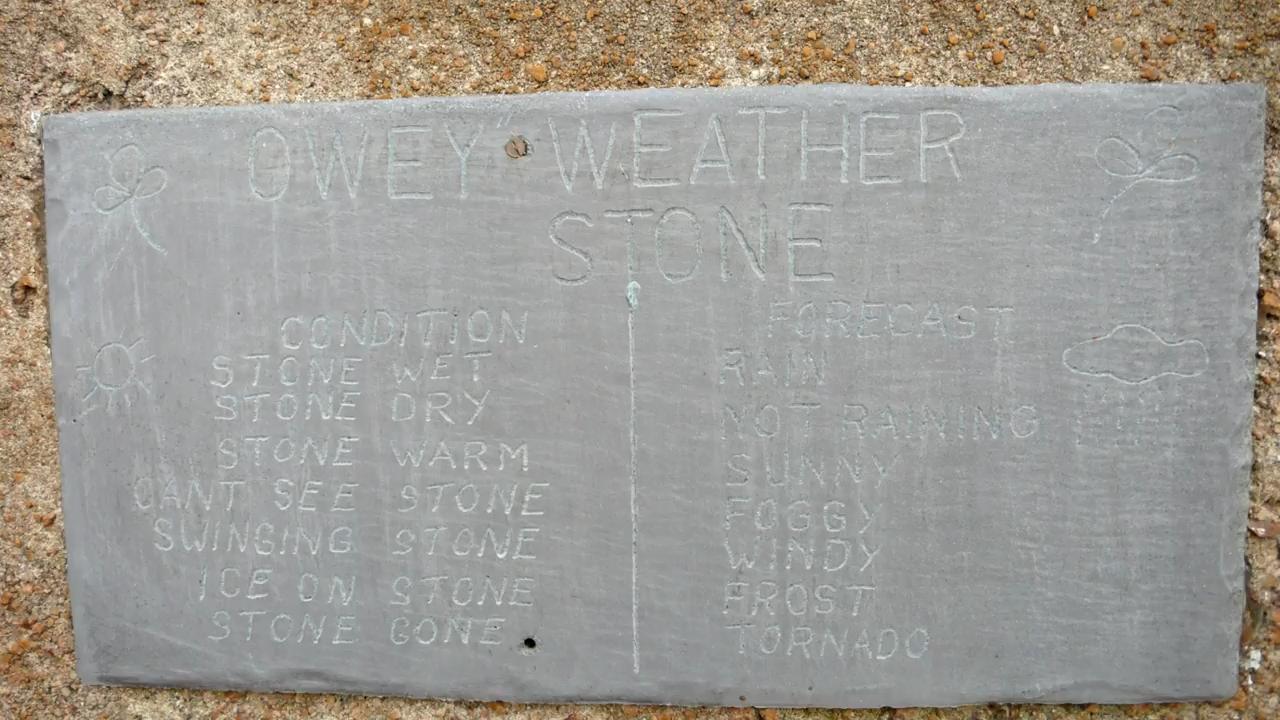 OWEY" WEATHER
STONE
CONDITION. FORECAST
STONE WET RAIN
STONE DRY NOT RAINING
STONE WARM SUNNY
CANT SEE STONE FOGGY
SWINGING STONE WINDY
ICE ON STONE FROST
STONE GONE TORNADO